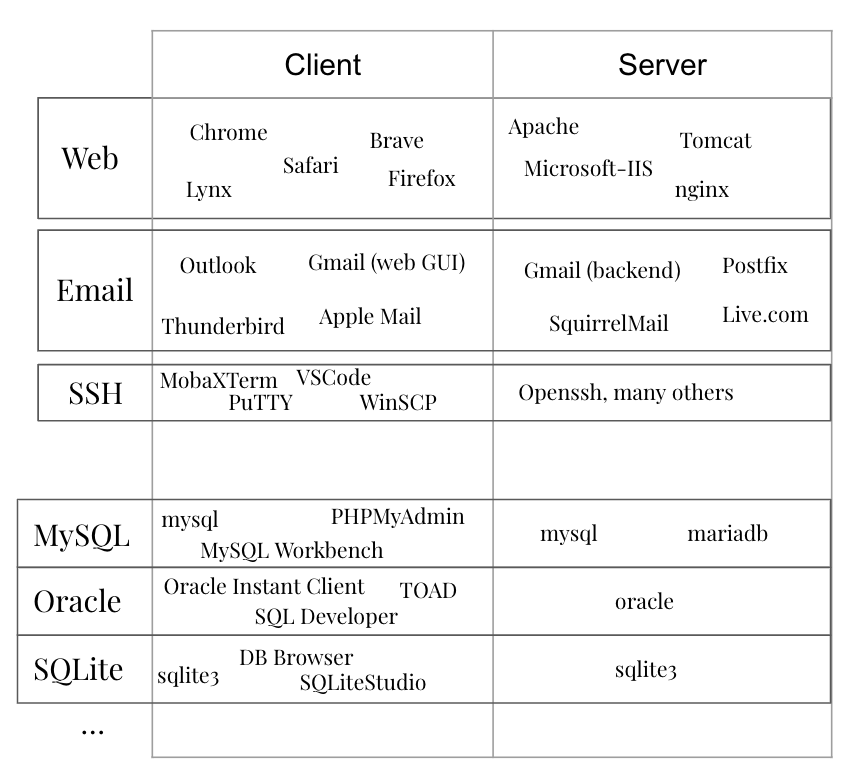 Client
Server
Web
Chrome
Brave
Safari
Firefox
Lynx
Apache
Tomcat
Microsoft-IIS
nginx
Email
Outlook
Gmail (web GUI)
Thunderbird
Apple Mail
Gmail (backend)
Postfix
SquirrelMail
Live.com
SSH
MobaXTerm
VSCode
PuTTY
WinSCP
Openssh, many others
MySQL
mysql
PHPMyAdmin
MySQL Workbench
mysql
mariadb
Oracle
Oracle Instant Client
TOAD
SQL Developer
oracle
SQLite
sqlite3
DB Browser
SQLiteStudio
sqlite3
...